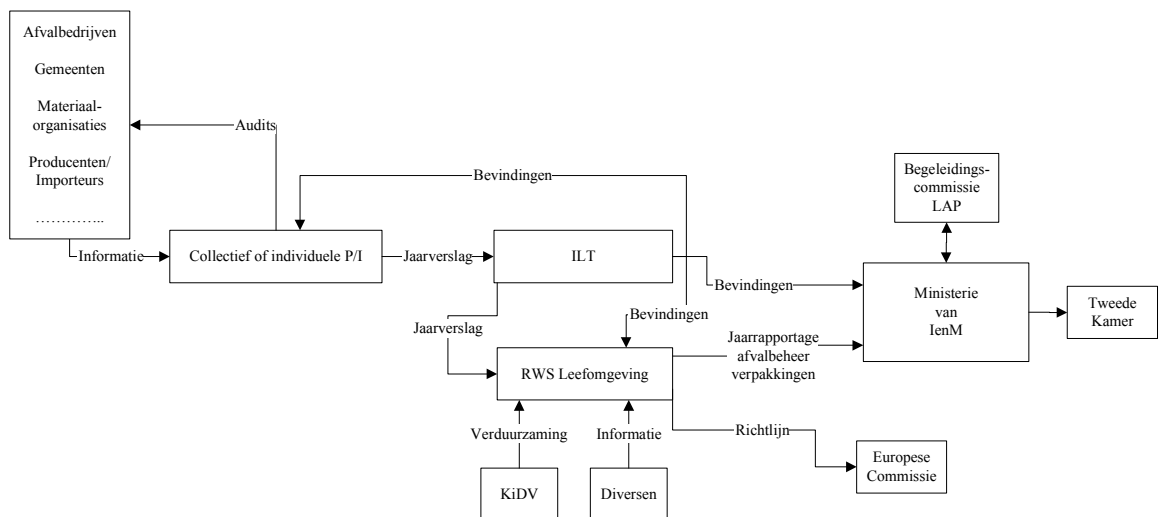 Afvalbedrijven
Gemeenten
Materiaal-
organisaties
Producenten/
Importeurs
…………...
Audits
Bevindingen
Begeleidings-
commissie
LAP
Informatie
Collectief of individuele P/I
Jaarverslag
ILT
Bevindingen
Ministerie
van
IenM
Tweede
Kamer
Jaarverslag
Bevindingen
Jaarrapportage
afvalbeheer
verpakkingen
RWS Leefomgeving
Verduurzaming
Informatie
Richtlijn
Europese
Commissie
KiDV
Diversen